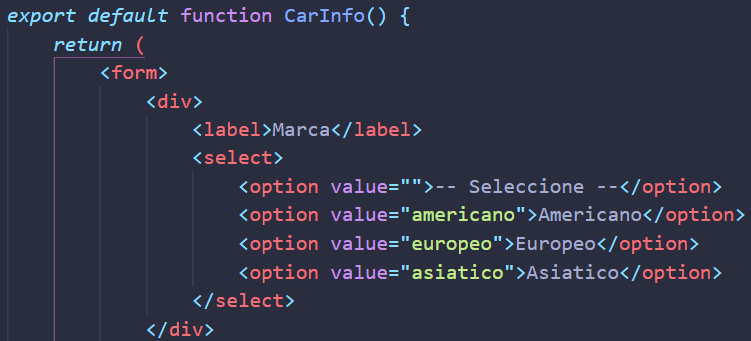 export default function CarInfo() {
    return (
        <form>
            <div>
                <label>Marca</label>
                <select>
                    <option value="">-- Seleccione --</option>
                    <option value="americano">Americano</option>
                    <option value="europeo">Europeo</option>
                    <option value="asiatico">Asiatico</option>
                </select>
            </div>